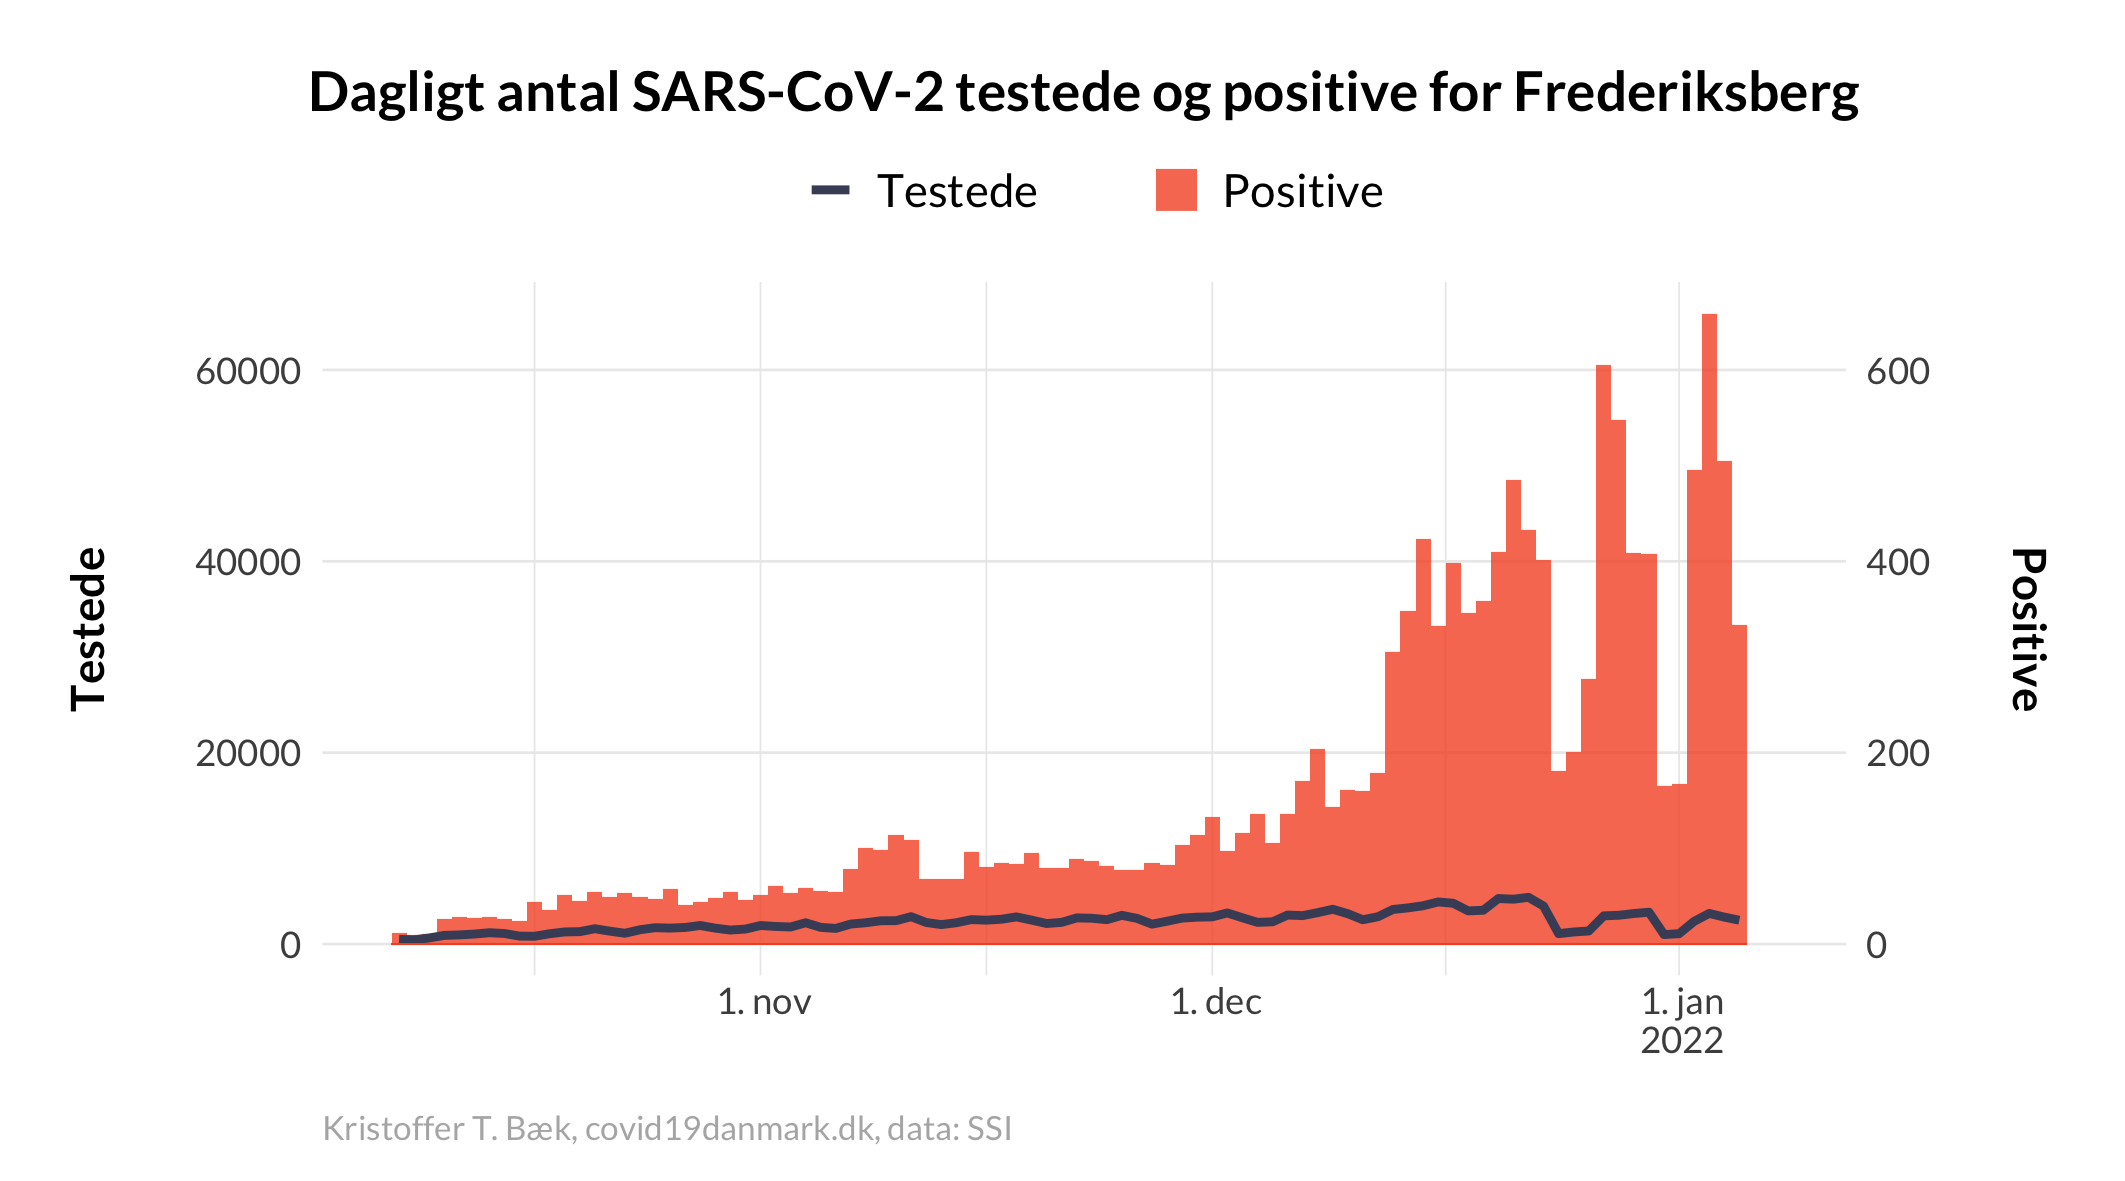 Dagligt antal SARS-CoV-2 testede og positive for Frederiksberg
Testede
Positive
60000
40000
20000
0
600
400
200
0
Testede
Positive
1. nov
1. dec
1. jan
2022
Kristoffer T. Bæk, covid19danmark.dk, data: SSI